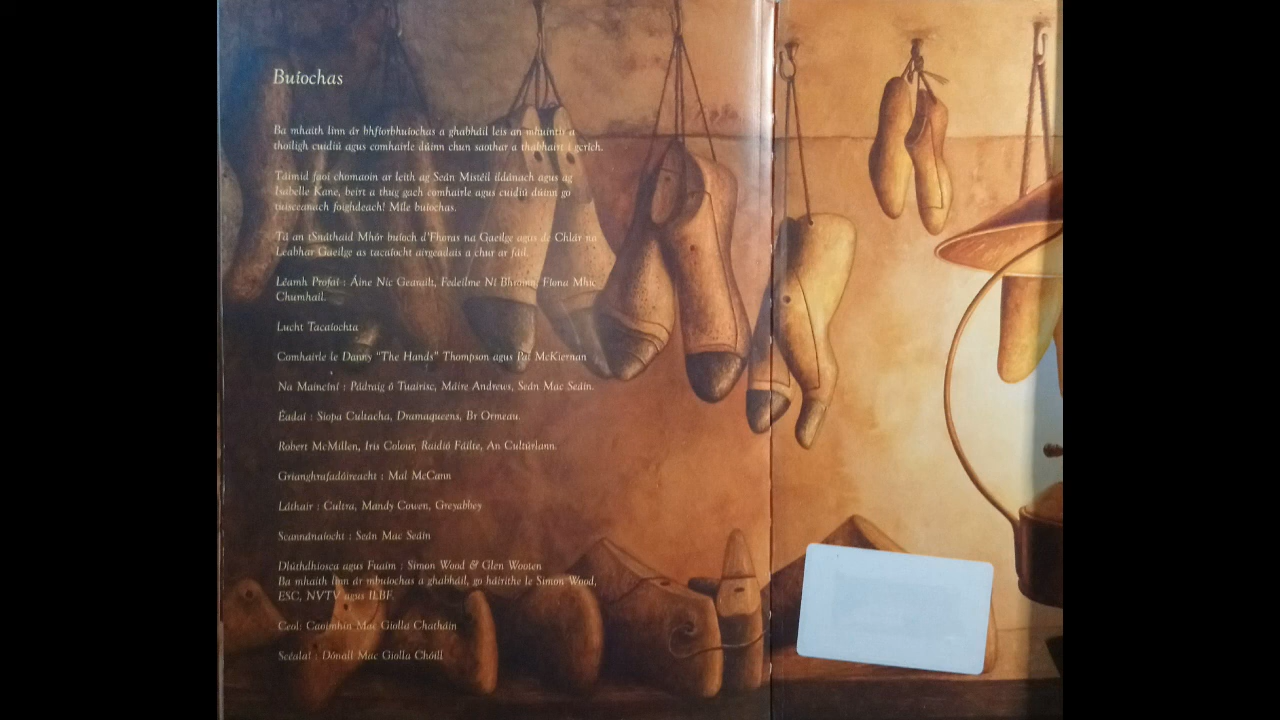 Buíochas
Ba mhaith linn ár bhfíorbhuíochas a ghabháil leis an mhuintir a
thoiligh cuidiú agus comhairle dúinn chun saothar a thabhairt i gcrích.
Táimid faoi chomaoin ar leith ag Seán Mistéil ildánach agus ag
Isabelle Kane, beirt a thug gach comhairle agus cuidiú dúinn go
tuisceanach foighdeach! Míle buíochas.
Tá an tSnáthaid Mhór buíoch d'Fhoras na Gaeilge agus de Chlár na
Leabhar Gaeilge as tacaíocht airgeadais a chur ar fáil.
Léamh Profaí : Áine Nic Gearailt, Fedeilme Ní Bhroin, Fíona Mhic
Chumhail.
Lucht Tacaíochta
Comhairle le Danny "The Hands" Thompson agus Pat McKiernan
Na Maincíní : Pádraig ó Tuairisc, Máire Andrews, Seán Mac Seáin.
Éadaí : Siopa Cultacha, Dramaqueens, Br Ormeau.
Robert McMillen, Iris Colour, Raidió Fáilte, An Cultúrlann.
Grianghrafadóireacht : Mal McCann
Láthair : Cultra, Mandy Cowen, Greyabbey
Scannánaíocht : Seán Mac Seáin
Dlúthdhiosca agus Fuaim : Simon Wood & Glen Wooten
Ba mhaith linn ár mbuíochas a ghabháil, go háirithe le Simon Wood,
ESC, NVTV agus ILBF.
Ceol: Caoimhín Mac Giolla Chatháin
Scéalaí : Dónall Mac Giolla Chóill